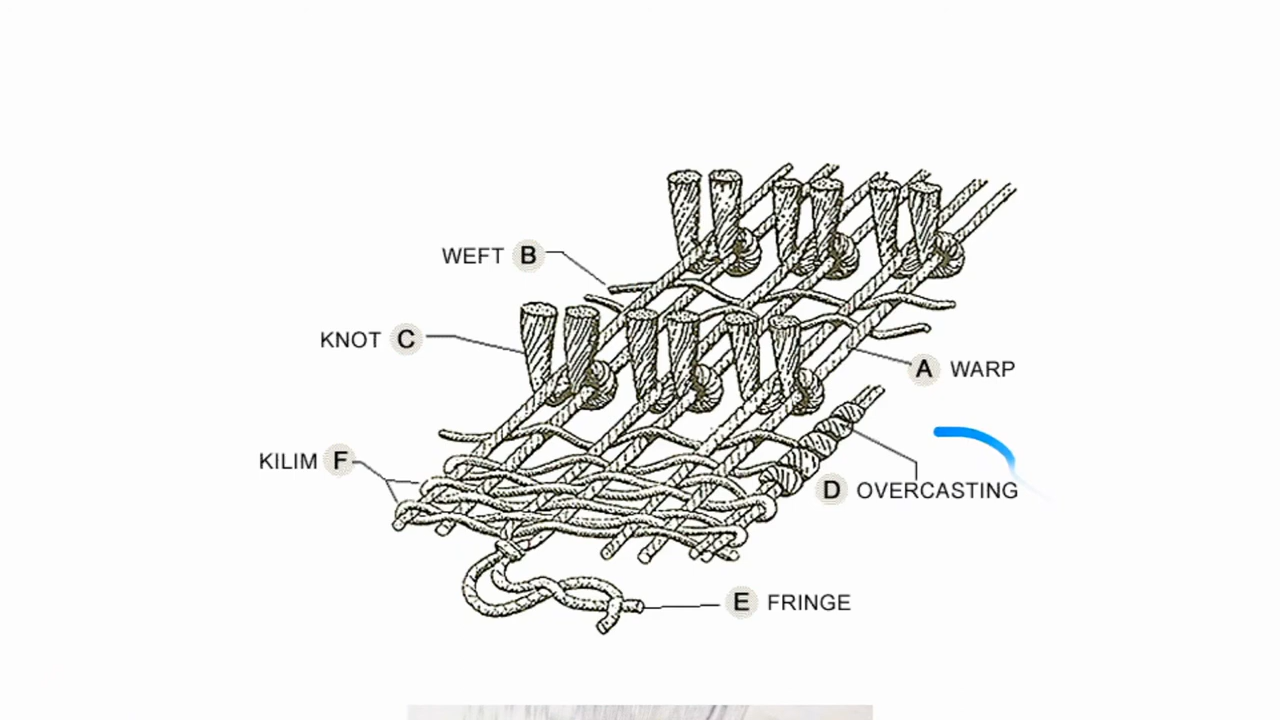 WEFT B
KNOT C
A WARP
KILIM F
D OVERCASTING
E FRINGE